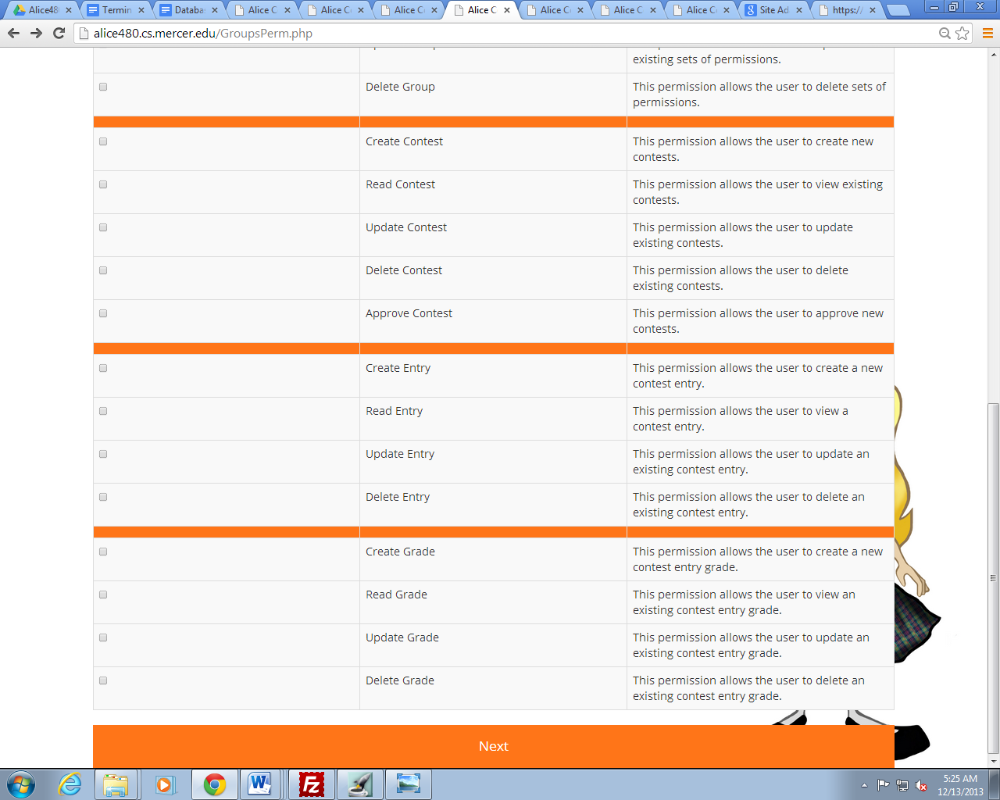 Alice48
Termin
Databa
Alice C
Alice C
Alice C
Alice C
Alice C
Alice C
Alice C
Site Ad
https://
alice480.cs.mercer.edu/GroupsPerm.php
existing sets of permissions.
Delete Group
This permission allows the user to delete sets of
permissions.
Create Contest
This permission allows the user to create new
contests.
Read Contest
This permission allows the user to view existing
contests.
Update Contest
This permission allows the user to update
existing contests.
Delete Contest
This permission allows the user to delete
existing contests.
Approve Contest
This permission allows the user to approve new
contests.
Create Entry
This permission allows the user to create a new
contest entry.
Read Entry
This permission allows the user to view a
contest entry.
Update Entry
This permission allows the user to update an
existing contest entry.
Delete Entry
This permission allows the user to delete an
existing contest entry.
Create Grade
This permission allows the user to create a new
contest entry grade.
Read Grade
This permission allows the user to view an
existing contest entry grade.
Update Grade
This permission allows the user to update an
existing contest entry grade.
Delete Grade
This permission allows the user to delete an
existing contest entry grade.
Next
5:25 AM
12/13/2013